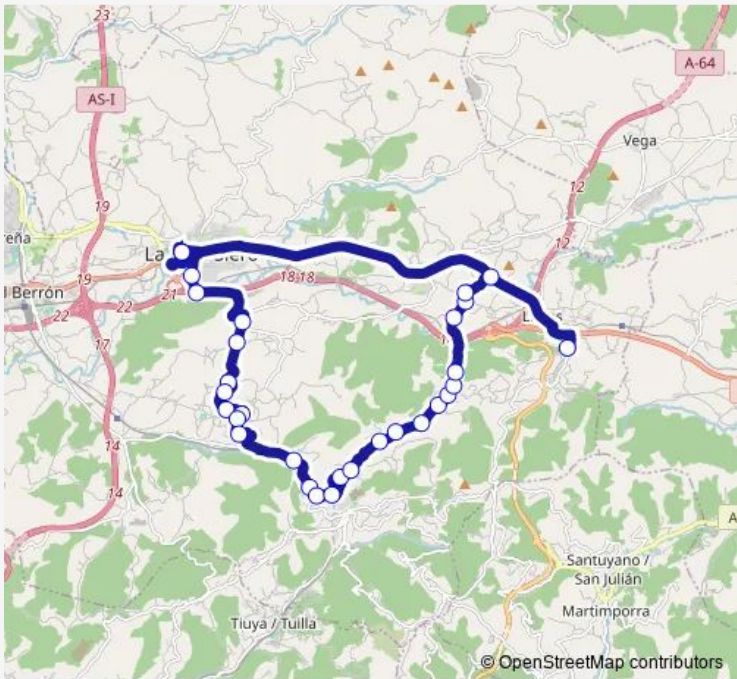 23
AS-I
A-64
Vega
12
19
La
18 18
19
21
Berrón
22
22
12
17
14
14
Santuyano /
San Julián
Martimporra
Tiuya / Tuilla
© OpenStreetMap contributors